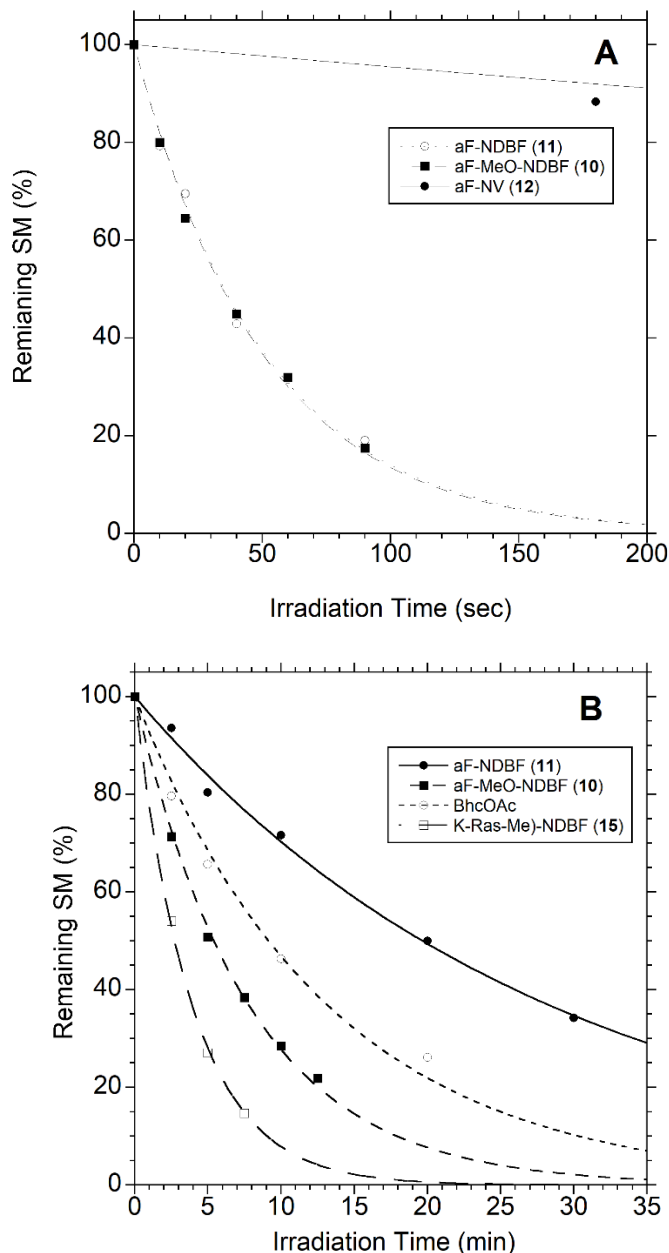 A
100
80
60
40
20
0
Remianing SM (%)
aF-NDBF (11)
aF-MeO-NDBF (10)
aF-NV (12)
0
50
100
150
200
Irradiation Time (sec)
B
100
80
60
40
20
0
Remaining SM (%)
aF-NDBF (11)
aF-MeO-NDBF (10)
BhcOAc
K-Ras-Me)-NDBF (15)
0
5
10
15
20
25
30
35
Irradiation Time (min)